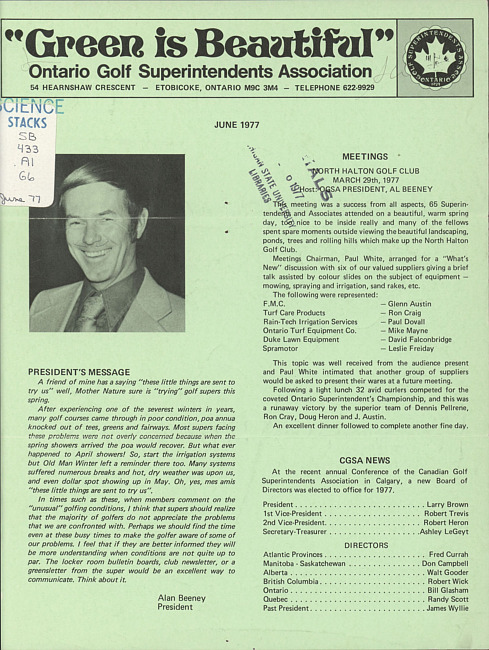 "Green is Beautiful"
Ontario Golf Superintendents Association
54 HEARNSHAW CRESCENT — ETOBICOKE, ONTARIO M9C 3M4 — TELEPHONE 622-9929
SCIENCE
STACKS
SB
433
.A1
G6
June 77
JUNE 1977
PRESIDENT'S MESSAGE
A friend of mine has a saying "these little things are sent to
try us" well, Mother Nature sure is "trying" golf supers this
spring.
After experiencing one of the severest winters in years,
many golf courses came through in poor condition, poa annua
knocked out of tees, greens and fairways. Most supers facing
these problems were not overly concerned because when the
spring showers arrived the poa would recover. But what ever
happened to April showers! So, start the irrigation systems
but Old Man Winter left a reminder there too. Many systems
suffered numerous breaks and hot, dry weather was upon us,
and even dollar spot showing up in May. Oh, yes, mes amis
"these little things are sent to try us".
In times such as these, when members comment on the
"unusual" golfing conditions, I think that supers should realize
that the majority of golfers do not appreciate the problems
that we are confronted with. Perhaps we should find the time
even at these busy times to make the golfer aware of some of
our problems. I feel that if they are better informed they will
be more understanding when conditions are not quite up to
par. The locker room bulletin boards, club newsletter, or a
greensletter from the super would be an excellent way to
communicate. Think about it.
Alan Beeney
President
MEETINGS
NORTH HALTON GOLF CLUB
MARCH 29th, 1977
Host: OGSA PRESIDENT, AL BEENEY
This meeting was a success from all aspects, 65 Superin-
tendents and Associates attended on a beautiful, warm spring
day, too nice to be inside really and many of the fellows
spent spare moments outside viewing the beautiful landscaping,
ponds, trees and rolling hills which make up the North Halton
Golf Club.
Meetings Chairman, Paul White, arranged for a "What's
New" discussion with six of our valued suppliers giving a brief
talk assisted by colour slides on the subject of equipment —
mowing, spraying and irrigation, sand rakes, etc.
The following were represented:
F.M.C. — Glenn Austin
Turf Care Products — Ron Craig
Rain-Tech Irrigation Services — Paul Dovall
Ontario Turf Equipment Co. — Mike Mayne
Duke Lawn Equipment — David Falconbridge
Spramotor — Leslie Freiday
This topic was well received from the audience present
and Paul White intimated that another group of suppliers
would be asked to present their wares at a future meeting.
Following a light lunch 32 avid curlers competed for the
coveted Ontario Superintendent's Championship, and this was
a runaway victory by the superior team of Dennis Pellrene,
Ron Cray, Doug Heron and J. Austin.
An excellent dinner followed to complete another fine day.
CGSA NEWS
At the recent annual Conference of the Canadian Golf
Superintendents Association in Calgary, a new Board of
Directors was elected to office for 1977.
President . . . . . Larry Brown
1st Vice-President . . . . . Robert Trevis
2nd Vice-President . . . . . Robert Heron
Secretary-Treasurer . . . . . Ashley LeGeyt
DIRECTORS
Atlantic Provinces . . . . . Fred Currah
Manitoba - Saskatchewan . . . . . Don Campbell
Alberta . . . . . Walt Gooder
British Columbia . . . . . Robert Wick
Ontario . . . . . Bill Glasham
Quebec . . . . . Randy Scott
Past President . . . . . James Wyllie